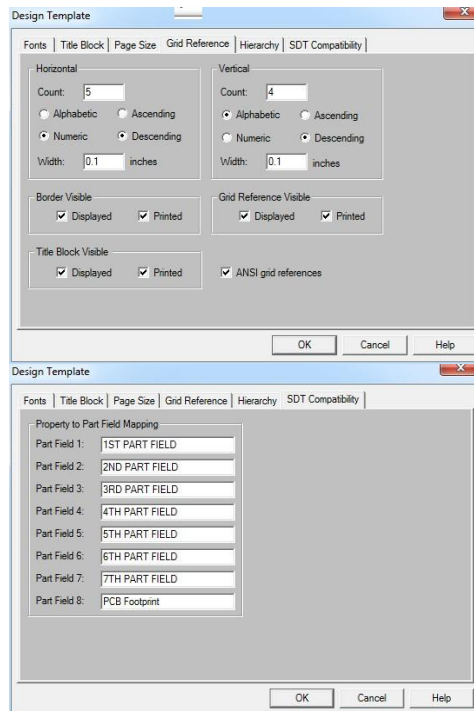 Design Template
Fonts Title Block Page Size Grid Reference Hierarchy SDT Compatibility
Horizontal Vertical
Count: 5 Count: 4
Alphabetic Ascending Alphabetic Ascending
Numeric Descending Numeric Descending
Width: 0.1 inches Width: 0.1 inches
Border Visible Grid Reference Visible
Displayed Printed Displayed Printed
Title Block Visible
Displayed Printed ANSI grid references
OK Cancel Help
Design Template
Fonts Title Block Page Size Grid Reference Hierarchy SDT Compatibility
Property to Part Field Mapping
Part Field 1: 1ST PART FIELD
Part Field 2: 2ND PART FIELD
Part Field 3: 3RD PART FIELD
Part Field 4: 4TH PART FIELD
Part Field 5: 5TH PART FIELD
Part Field 6: 6TH PART FIELD
Part Field 7: 7TH PART FIELD
Part Field 8: PCB Footprint
OK Cancel Help